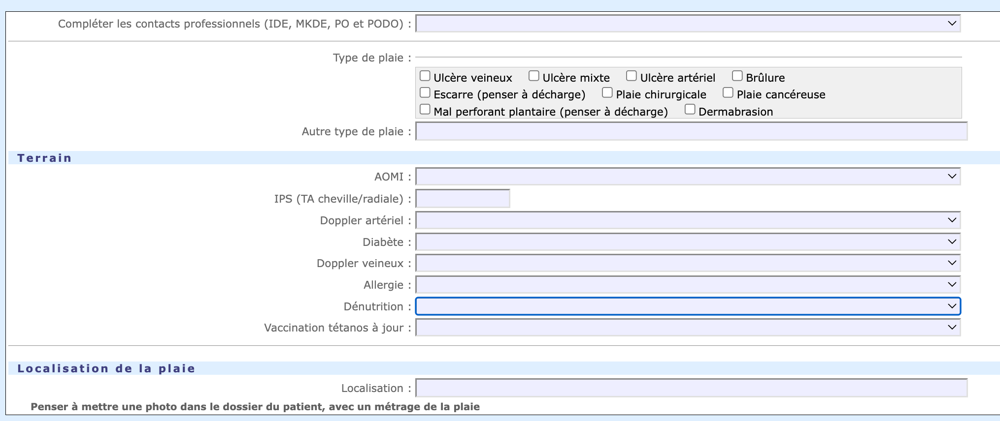 Compléter les contacts professionnels (IDE, MKDE, PO et PODO) :
Type de plaie :
Ulcère veineux Ulcère mixte Ulcère artériel Brûlure
Escarre (penser à décharge) Plaie chirurgicale Plaie cancéreuse
Mal perforant plantaire (penser à décharge) Dermabrasion
Autre type de plaie :
Terrain
AOMI :
IPS (TA cheville/radiale) :
Doppler artériel :
Diabète :
Doppler veineux :
Allergie :
Dénutrition :
Vaccination tétanos à jour :
Localisation de la plaie
Localisation :
Penser à mettre une photo dans le dossier du patient, avec un métrage de la plaie